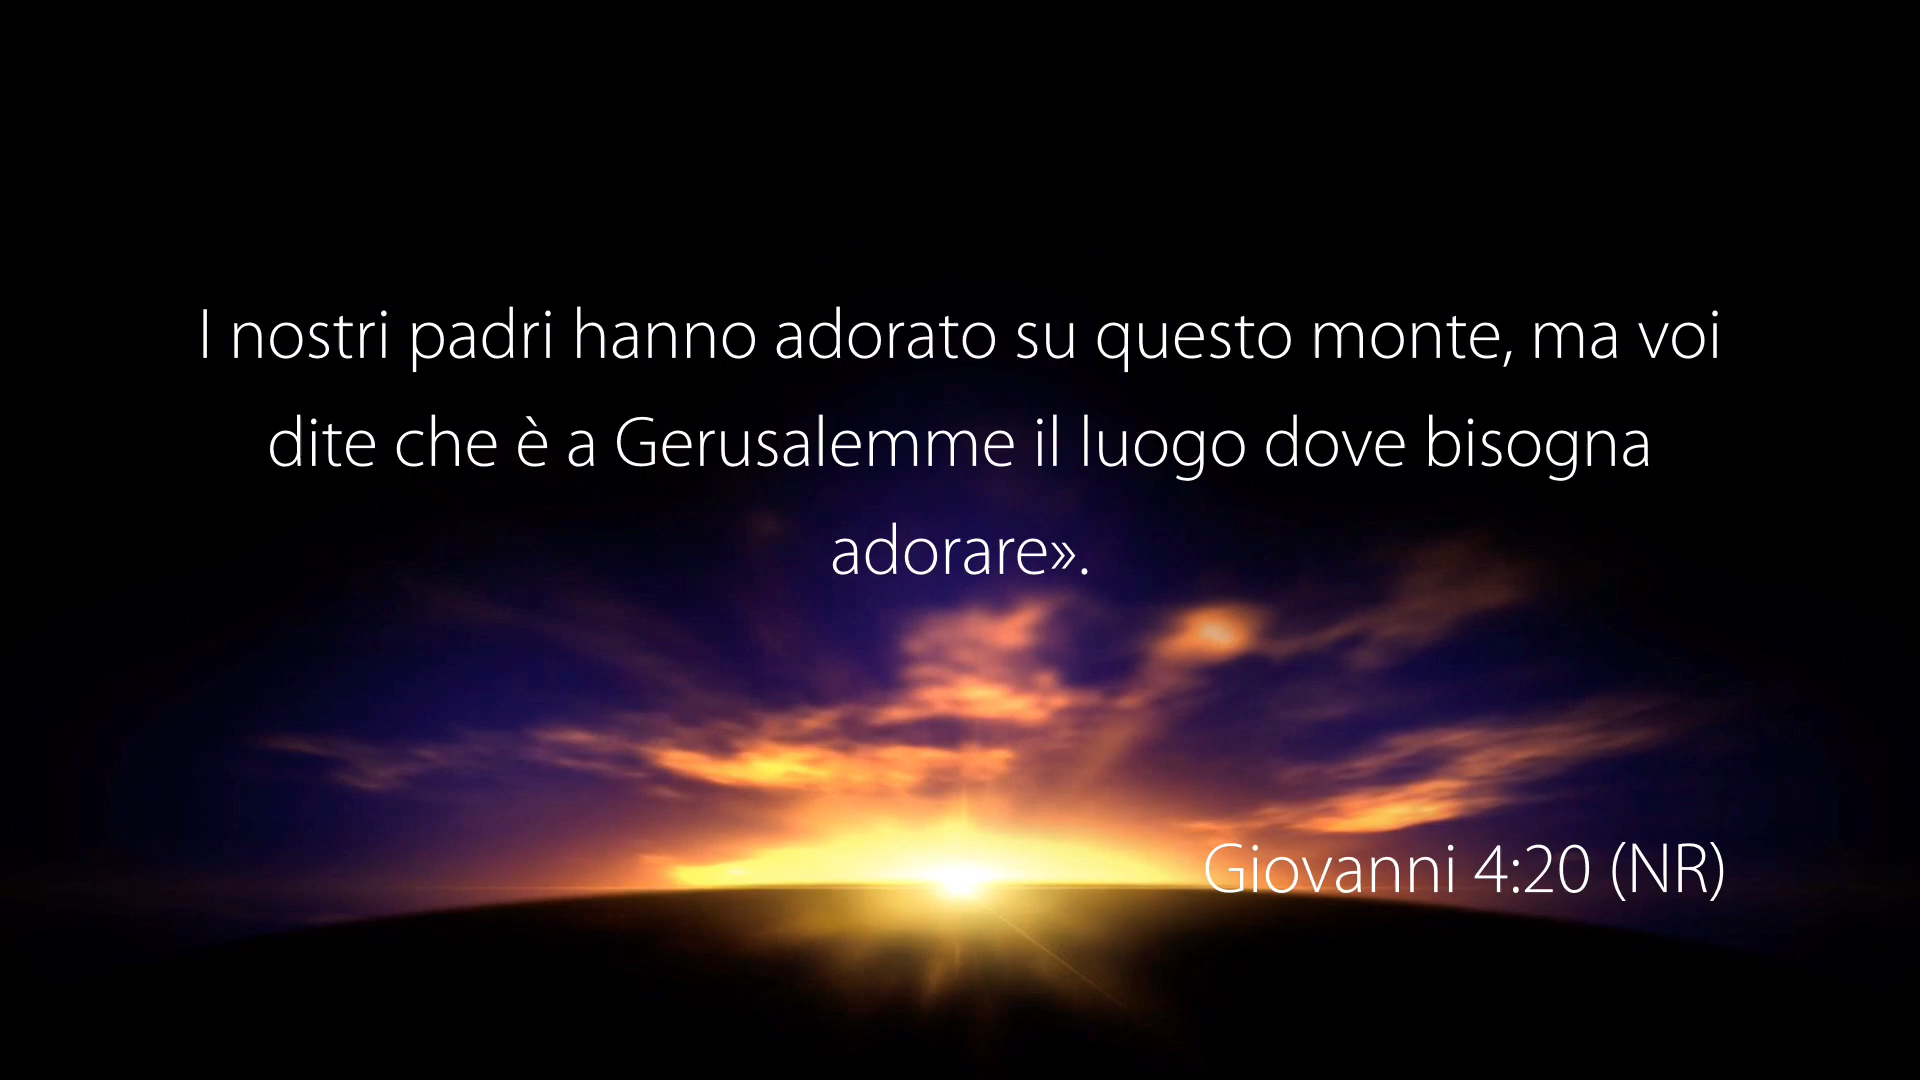 I nostri padri hanno adorato su questo monte, ma voi
dite che è a Gerusalemme il luogo dove bisogna
adorare».
Giovanni 4:20 (NR)